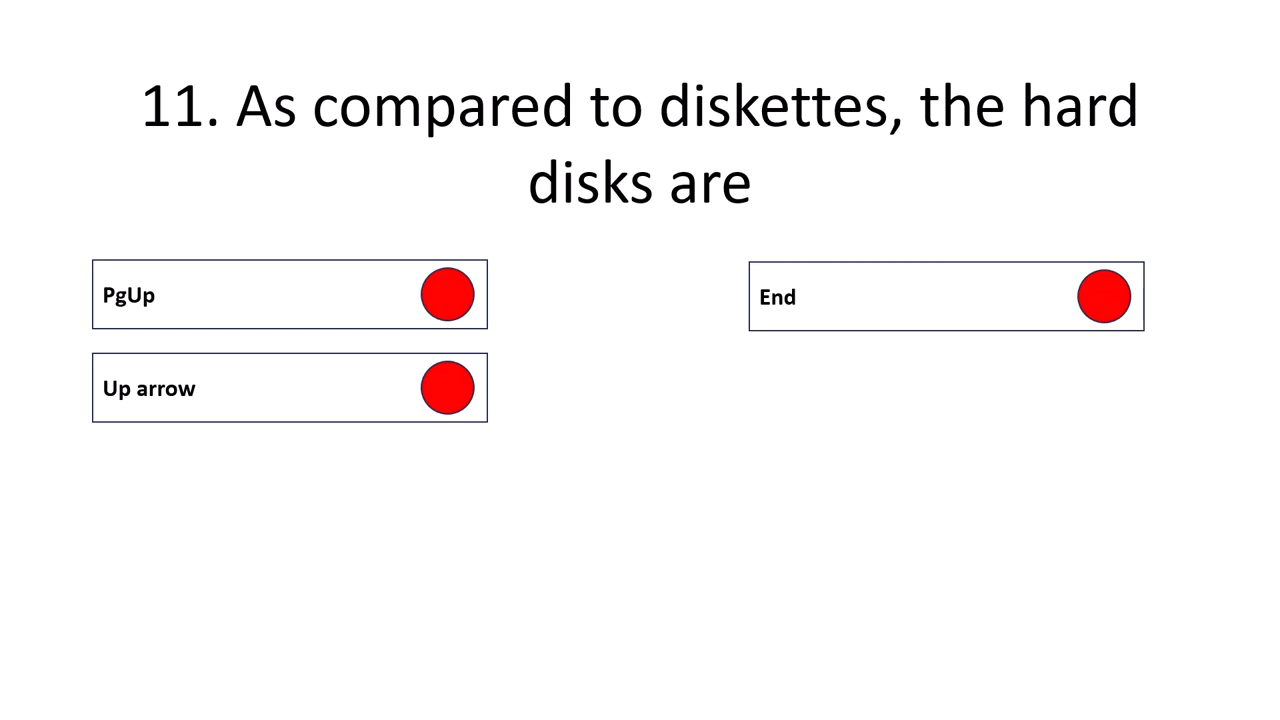 11. As compared to diskettes, the hard
disks are
PgUp
End
Up arrow